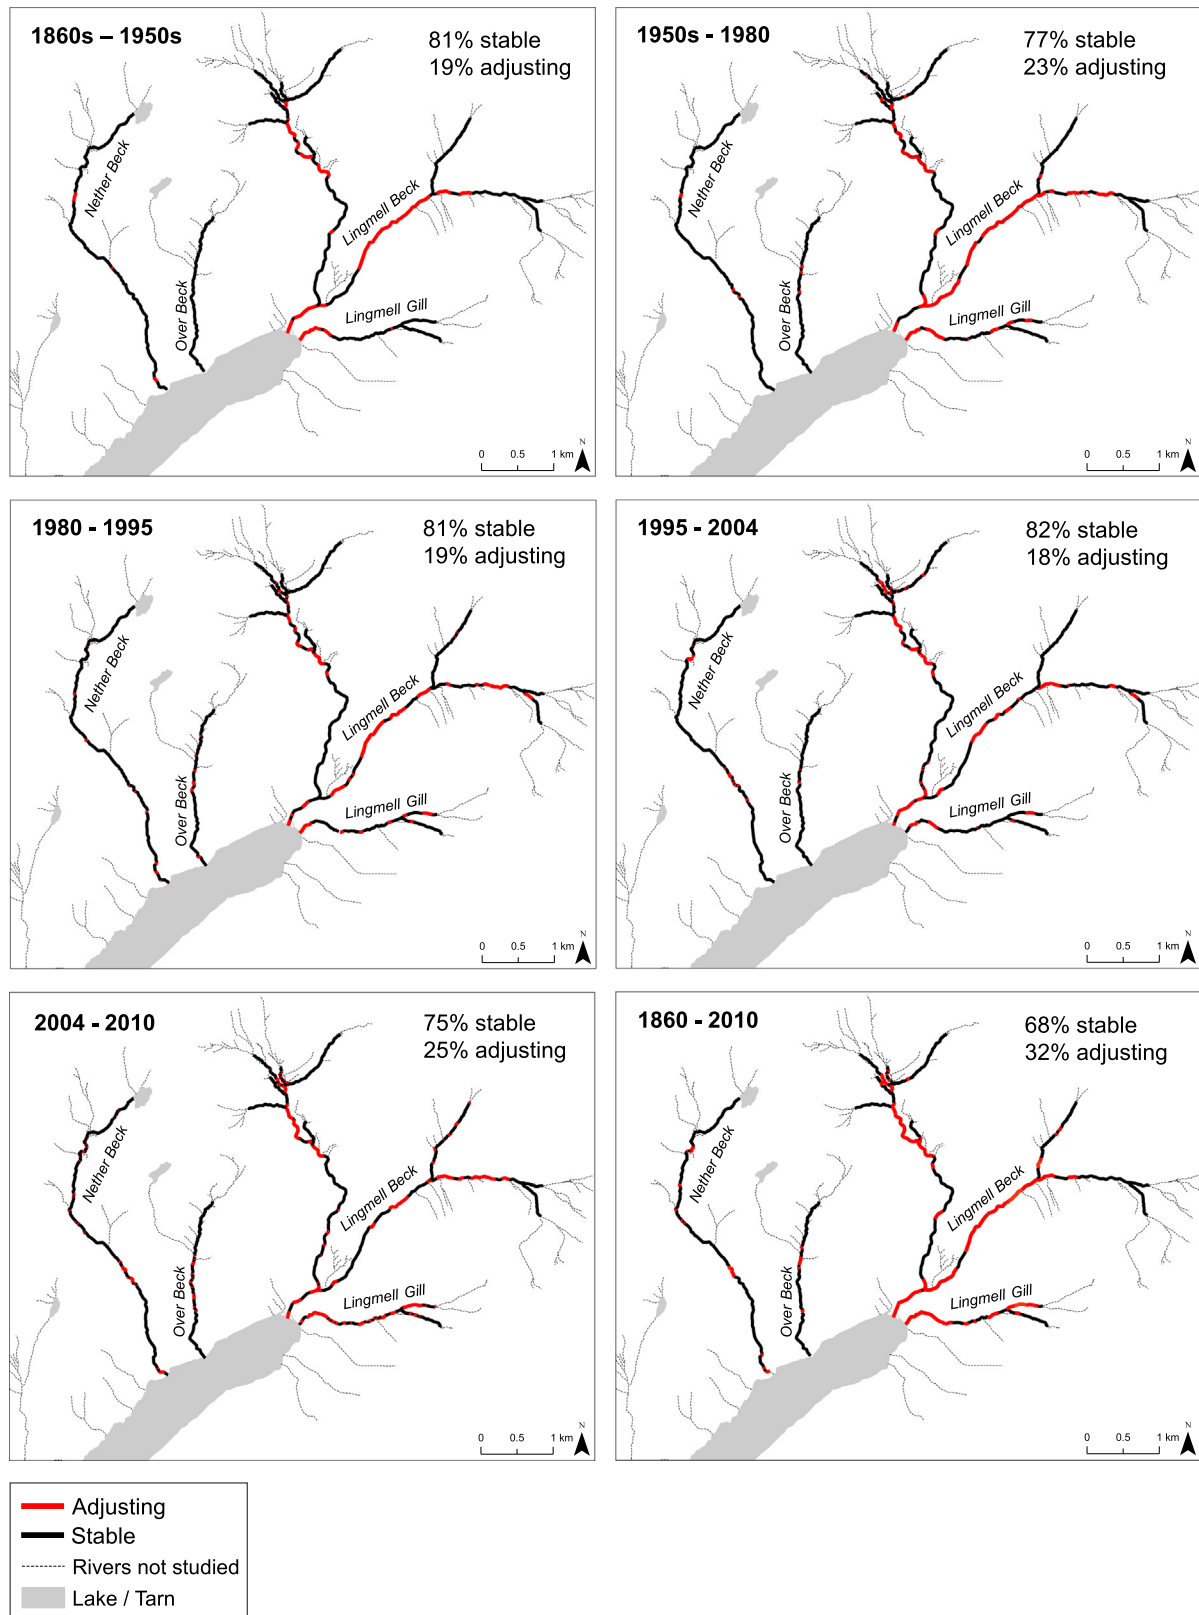 1860s – 1950s
81% stable
19% adjusting
Nether Beck
Over Beck
Lingmell Beck
Lingmell Gill
0 0.5 1 km
N
1950s - 1980
77% stable
23% adjusting
Nether Beck
Over Beck
Lingmell Beck
Lingmell Gill
0 0.5 1 km
N
1980 - 1995
81% stable
19% adjusting
Nether Beck
Over Beck
Lingmell Beck
Lingmell Gill
0 0.5 1 km
N
1995 - 2004
82% stable
18% adjusting
Nether Beck
Over Beck
Lingmell Beck
Lingmell Gill
0 0.5 1 km
N
2004 - 2010
75% stable
25% adjusting
Nether Beck
Over Beck
Lingmell Beck
Lingmell Gill
0 0.5 1 km
N
1860 - 2010
68% stable
32% adjusting
Nether Beck
Over Beck
Lingmell Beck
Lingmell Gill
0 0.5 1 km
N
Adjusting
Stable
Rivers not studied
Lake / Tarn